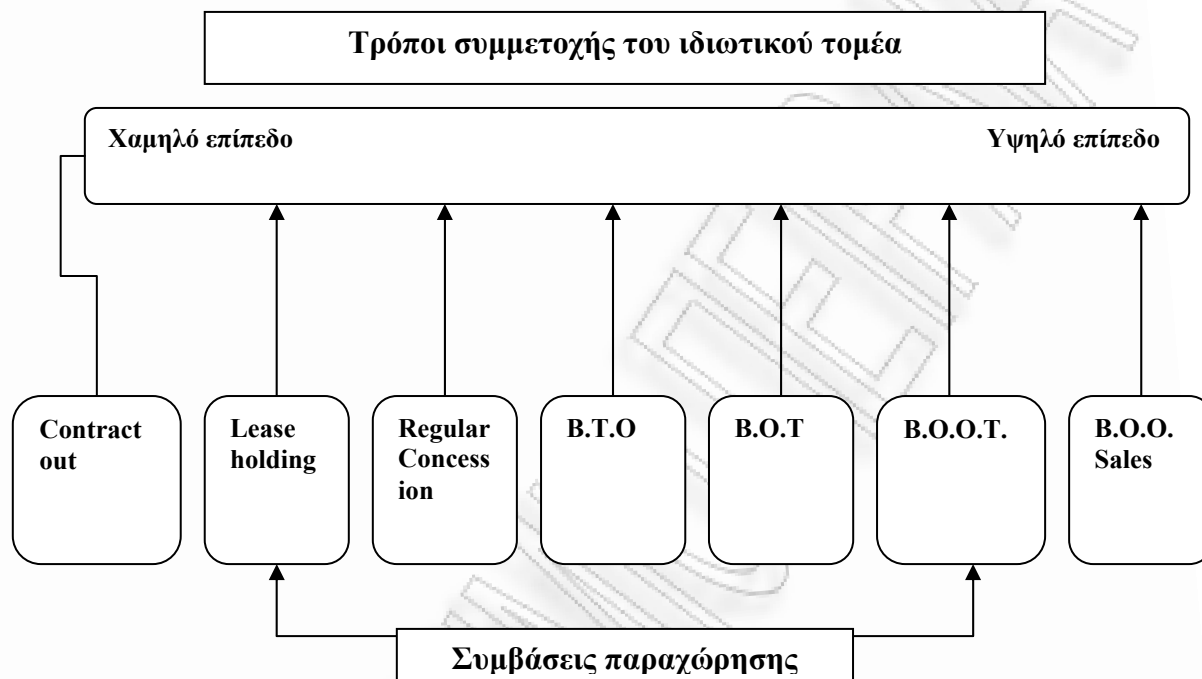 Τρόποι συμμετοχής του ιδιωτικού τομέα
Χαμηλό επίπεδο
Υψηλό επίπεδο
Contract
out
Lease
holding
Regular
Concess
ion
B.T.O
B.O.T
B.O.O.T.
B.O.O.
Sales
Συμβάσεις παραχώρησης